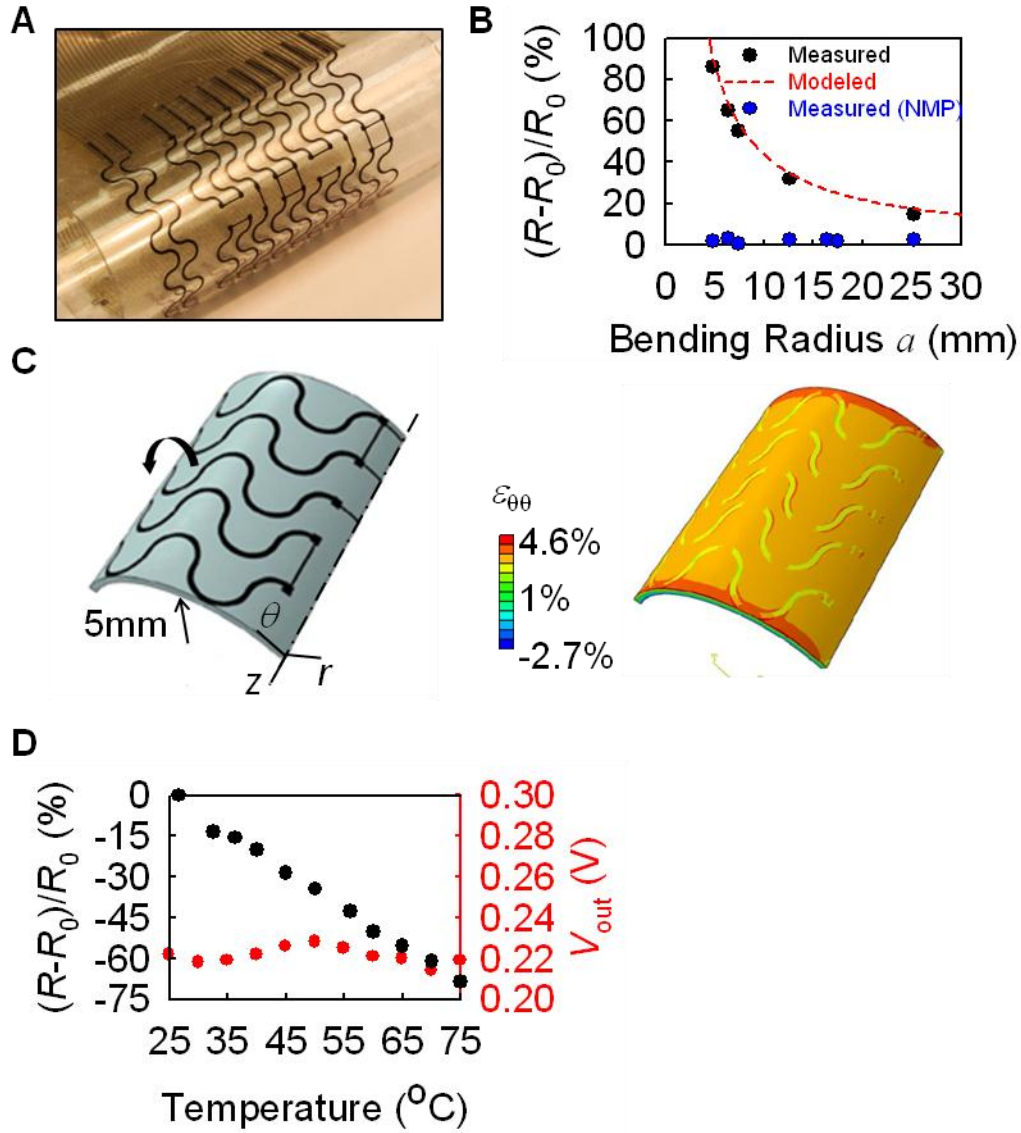 A
B
(R-R0)/R0 (%)
100
80
60
40
20
0
Measured
Modeled
Measured (NMP)
0 5 10 15 20 25 30
Bending Radius a (mm)
C
5mm
θ
z
r
εθθ
4.6%
1%
-2.7%
D
(R-R0)/R0 (%)
0
-15
-30
-45
-60
-75
0.30
0.28
0.26
0.24
0.22
0.20
Vout (V)
25 35 45 55 65 75
Temperature (°C)